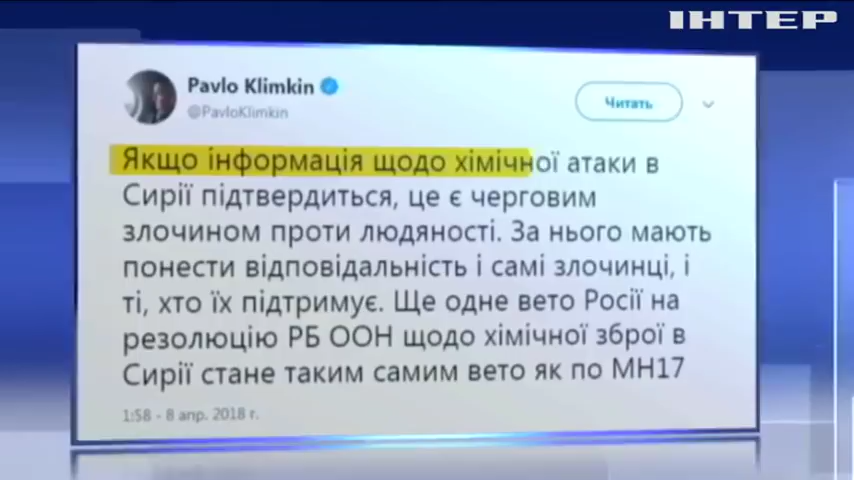 ІНТЕР
Pavlo Klimkin
@PavloKlimkin
Читать
Якщо інформація щодо хімічної атаки в
Сирії підтвердиться, це є черговим
злочином проти людяності. За нього мають
понести відповідальність і самі злочинці, і
ті, хто їх підтримує. Ще одне вето Росії на
резолюцію РБ ООН щодо хімічної зброї в
Сирії стане таким самим вето як по МН17
1:58 - 8 апр. 2018 г.